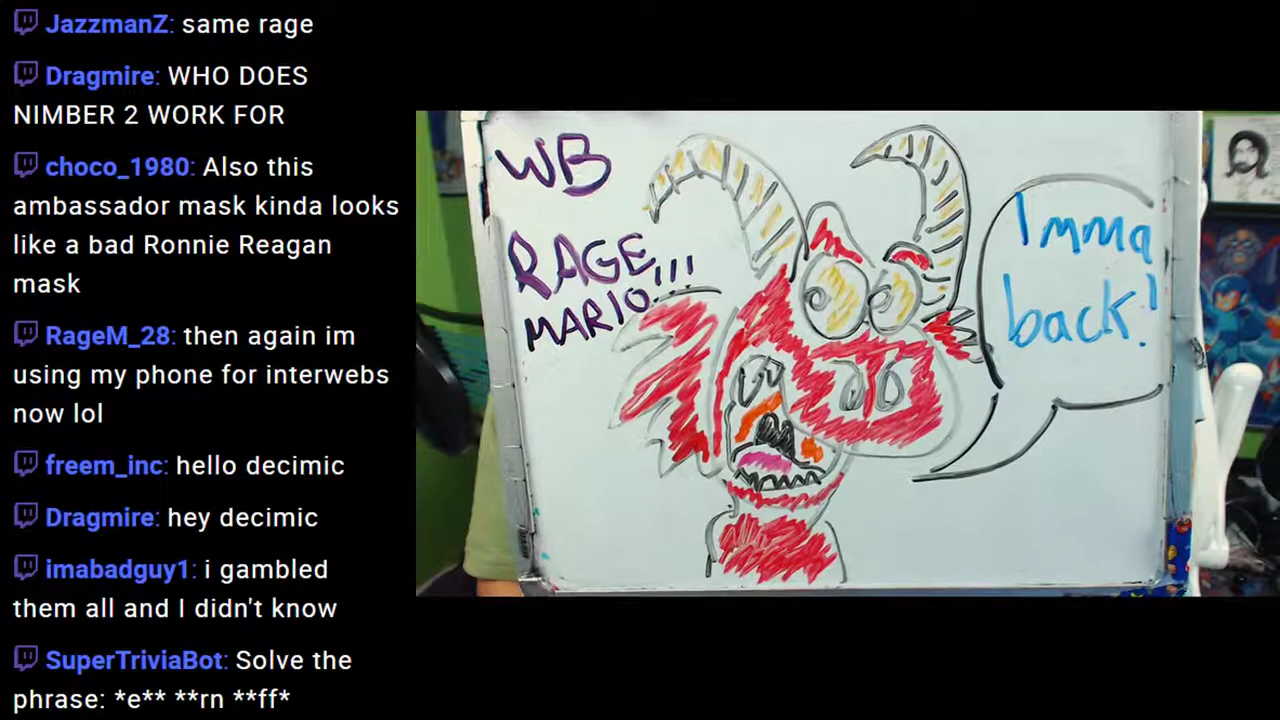 JazzmanZ: same rage
Dragmire: WHO DOES
NIMBER 2 WORK FOR
choco_1980: Also this
ambassador mask kinda looks
like a bad Ronnie Reagan
mask
RageM_28: then again im
using my phone for interwebs
now lol
freem_inc: hello decimic
Dragmire: hey decimic
imabadguy1: i gambled
them all and I didn't know
SuperTriviaBot: Solve the
phrase: *e** **rn **ff*
WB
RAGE
MARIO!!!
Imma
back!